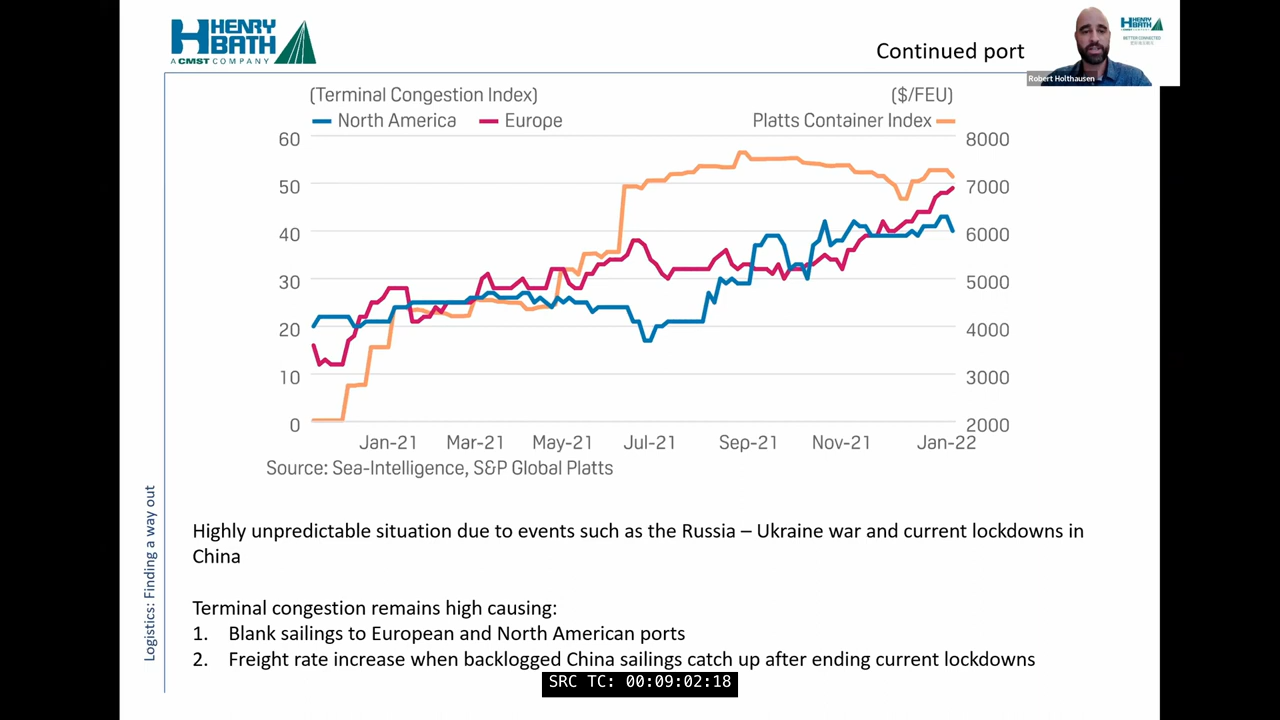 HENRY
BATH
A CMST COMPANY
Continued port
HENRY
BATH
BETTER CONNECTED
Robert Holthausen
(Terminal Congestion Index)
($/FEU)
North America
Europe
Platts Container Index
60
8000
50
7000
40
6000
30
5000
20
4000
10
3000
0
2000
Jan-21
Mar-21
May-21
Jul-21
Sep-21
Nov-21
Jan-22
Source: Sea-Intelligence, S&P Global Platts
Logistics: Finding a way out
Highly unpredictable situation due to events such as the Russia – Ukraine war and current lockdowns in
China
Terminal congestion remains high causing:
1. Blank sailings to European and North American ports
2. Freight rate increase when backlogged China sailings catch up after ending current lockdowns
SRC TC: 00:09:02:18